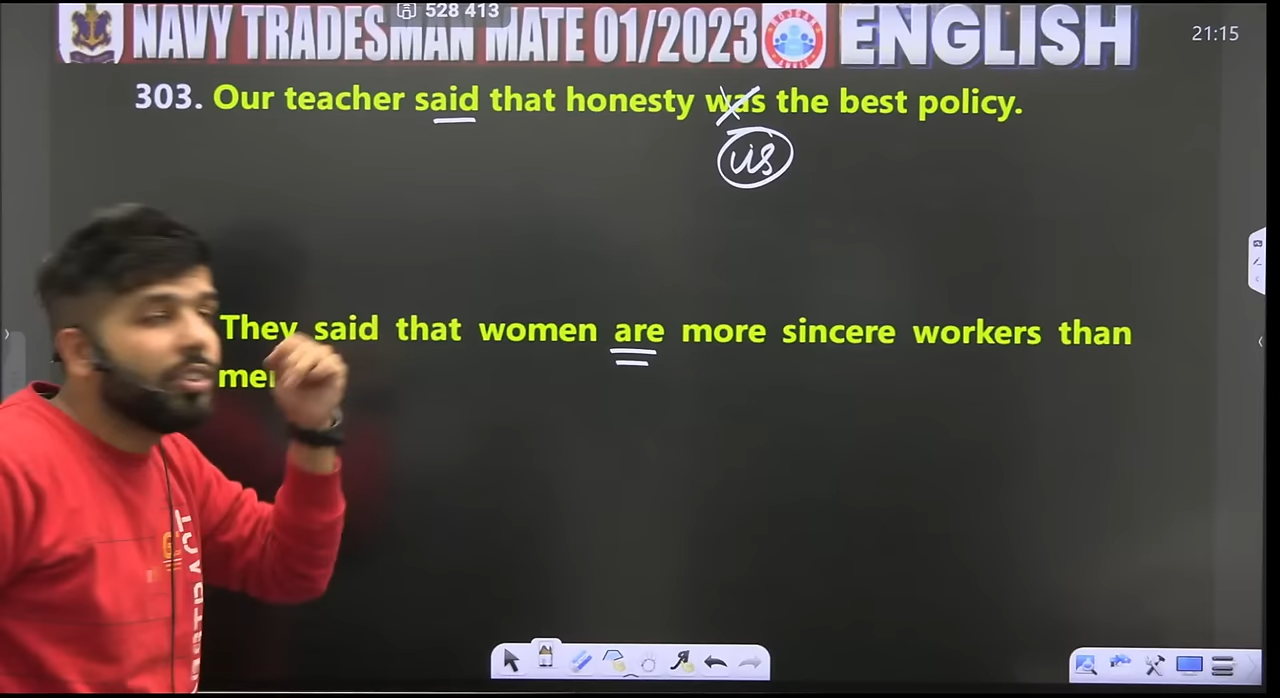 528 413
NAVY TRADESMAN MATE 01/2023 ENGLISH
21:15
303. Our teacher said that honesty was the best policy.
is
They said that women are more sincere workers than
men